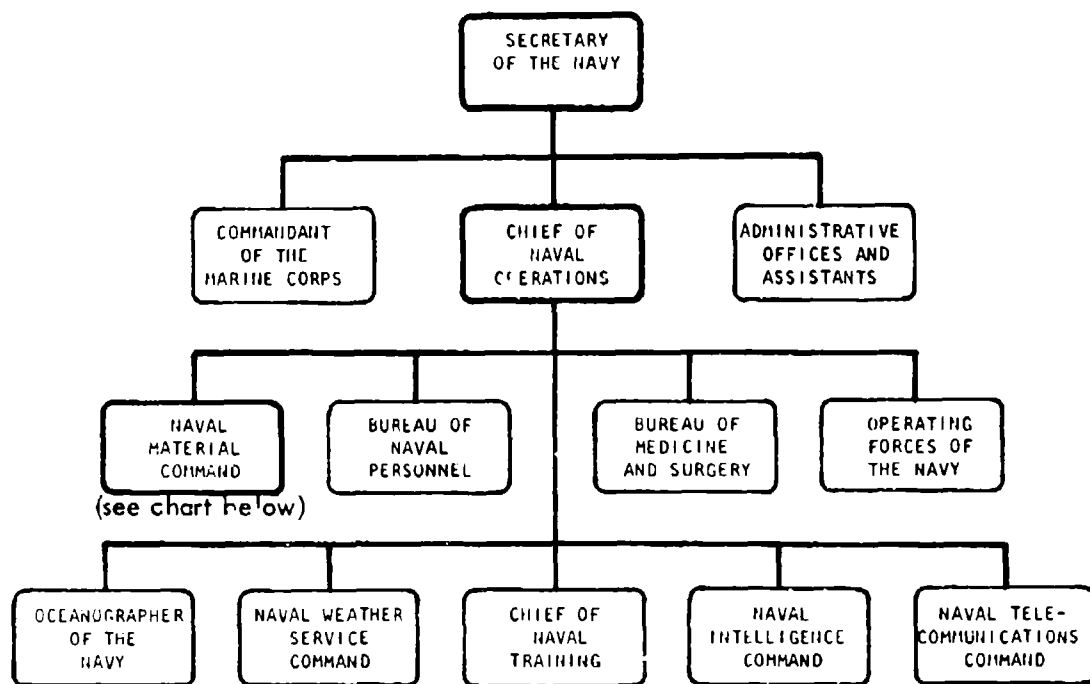 SECRETARY
OF THE NAVY
COMMANDANT
OF THE
MARINE CORPS
CHIEF OF
NAVAL
OPERATIONS
ADMINISTRATIVE
OFFICES AND
ASSISTANTS
NAVAL
MATERIAL
COMMAND
(see chart below)
BUREAU OF
NAVAL
PERSONNEL
BUREAU OF
MEDICINE
AND SURGERY
OPERATING
FORCES OF
THE NAVY
OCEANOGRAPHER
OF THE
NAVY
NAVAL WEATHER
SERVICE
COMMAND
CHIEF OF
NAVAL
TRAINING
NAVAL
INTELLIGENCE
COMMAND
NAVAL TELE-
COMMUNICATIONS
COMMAND